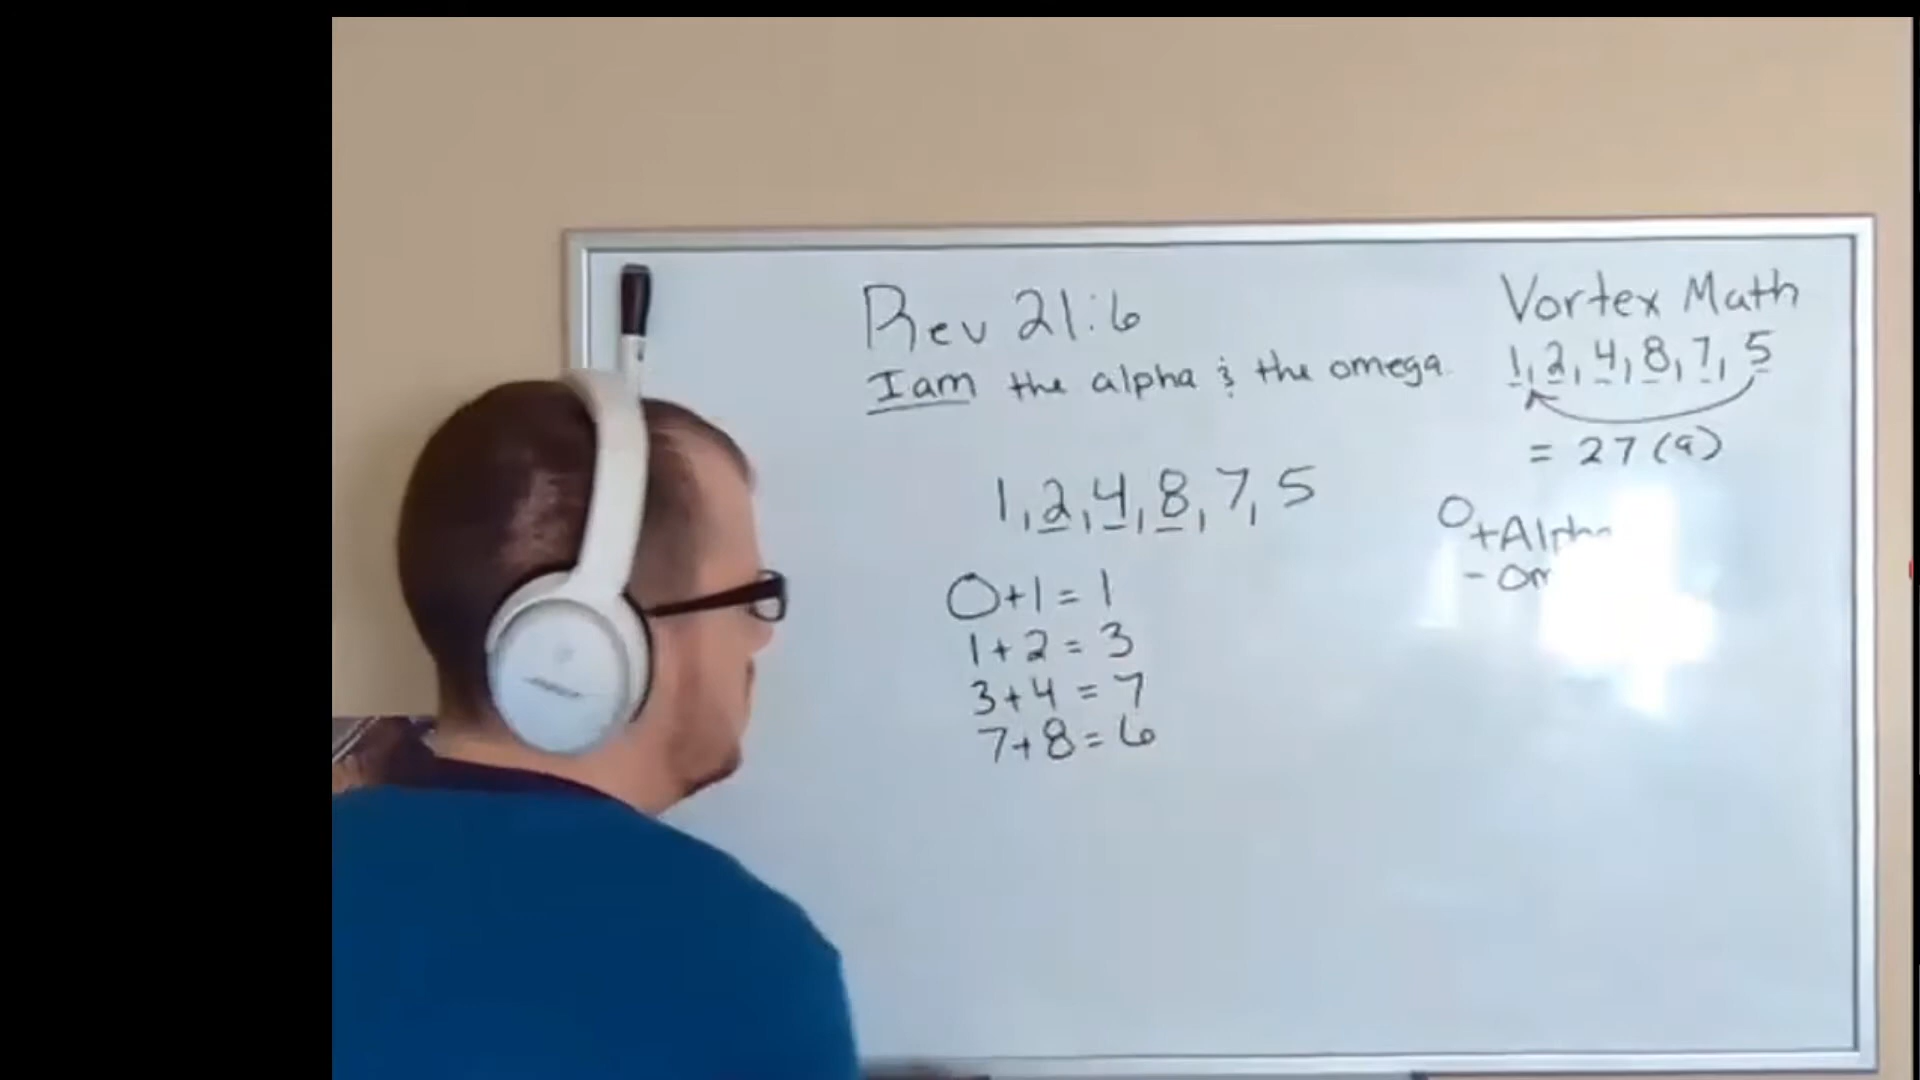 Rev 21:6
I am the alpha & the omega.
1, 2, 4, 8, 7, 5
0+1=1
1+2=3
3+4=7
7+8=6
Vortex Math
1, 2, 4, 8, 7, 5
= 27 (9)
0
+Alpha
-